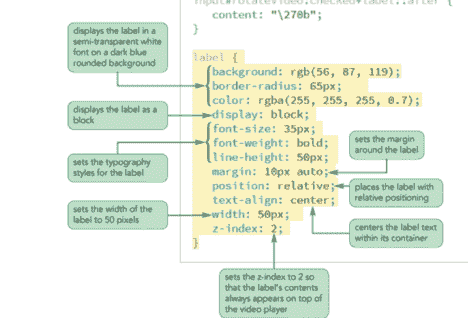 content: "\270b";
}
label {
background: rgb(56, 87, 119);
border-radius: 65px;
color: rgba(255, 255, 255, 0.7);
display: block;
font-size: 35px;
font-weight: bold;
line-height: 50px;
margin: 10px auto;
position: relative;
text-align: center;
width: 50px;
z-index: 2;
}
displays the label in a
semi-transparent white
font on a dark blue
rounded background
displays the label as a
block
sets the typography
styles for the label
sets the width of the
label to 50 pixels
sets the margin
around the label
places the label with
relative positioning
centers the label text
within its container
sets the z-index to 2 so
that the label's contents
always appears on top of
the video player